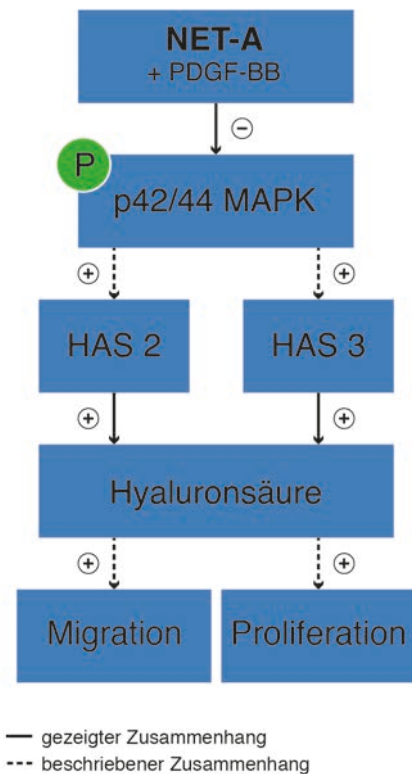 NET-A
+ PDGF-BB
−
P
p42/44 MAPK
+ +
HAS 2 HAS 3
+ +
Hyaluronsäure
+ +
Migration Proliferation
gezeigter Zusammenhang
beschriebener Zusammenhang